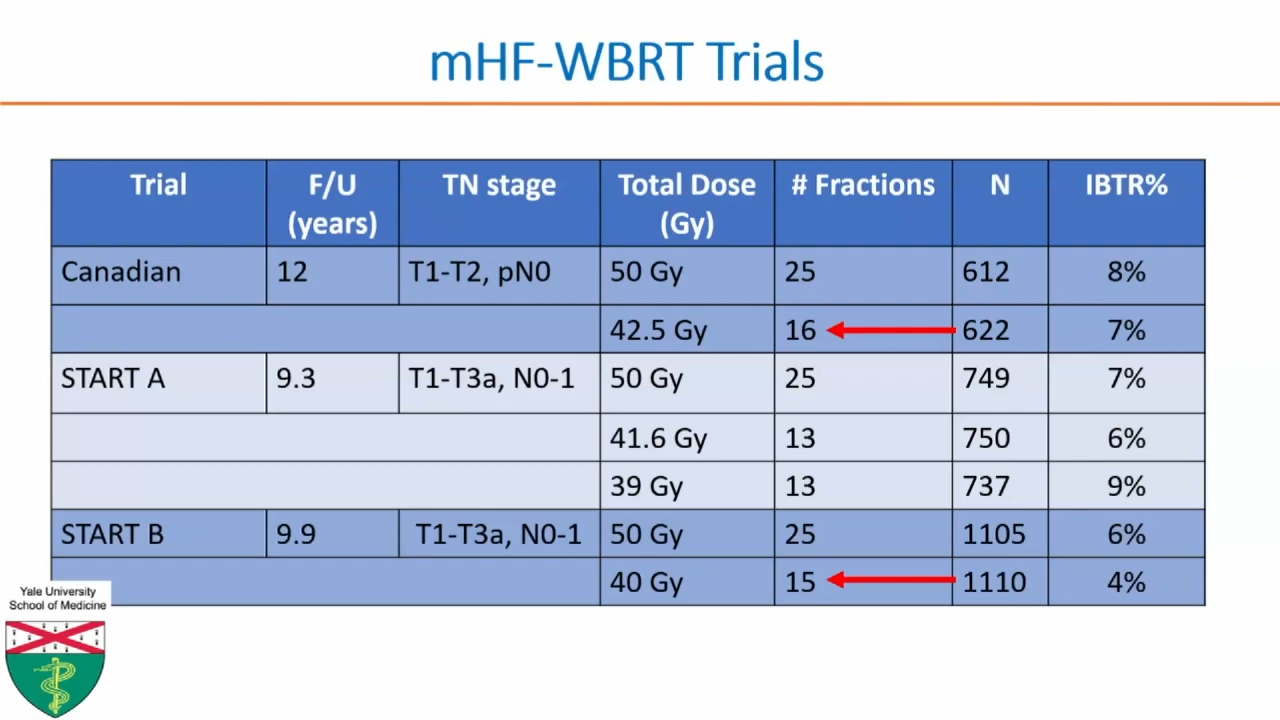 mHF-WBRT Trials
Trial F/U (years) TN stage Total Dose (Gy) # Fractions N IBTR%
Canadian 12 T1-T2, pN0 50 Gy 25 612 8%
42.5 Gy 16 622 7%
START A 9.3 T1-T3a, N0-1 50 Gy 25 749 7%
41.6 Gy 13 750 6%
39 Gy 13 737 9%
START B 9.9 T1-T3a, N0-1 50 Gy 25 1105 6%
40 Gy 15 1110 4%
Yale University
School of Medicine